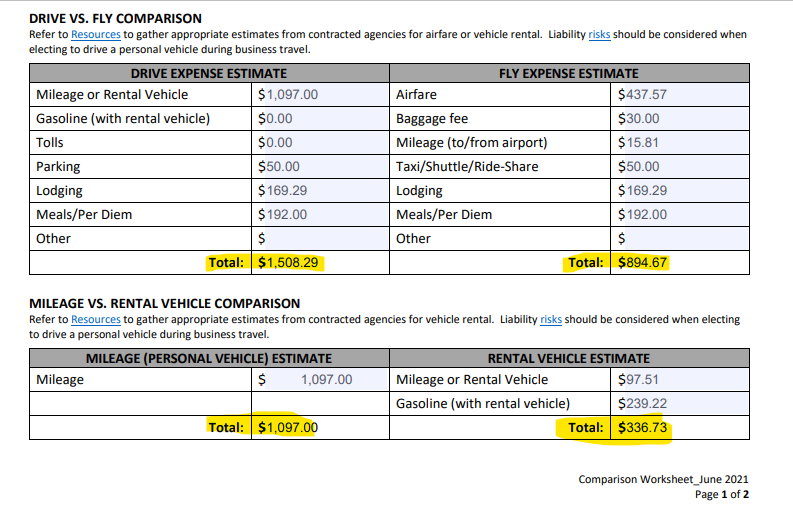 DRIVE VS. FLY COMPARISON
Refer to Resources to gather appropriate estimates from contracted agencies for airfare or vehicle rental. Liability risks should be considered when
electing to drive a personal vehicle during business travel.
DRIVE EXPENSE ESTIMATE FLY EXPENSE ESTIMATE
Mileage or Rental Vehicle $1,097.00 Airfare $437.57
Gasoline (with rental vehicle) $0.00 Baggage fee $30.00
Tolls $0.00 Mileage (to/from airport) $15.81
Parking $50.00 Taxi/Shuttle/Ride-Share $50.00
Lodging $169.29 Lodging $169.29
Meals/Per Diem $192.00 Meals/Per Diem $192.00
Other $ Other $
Total: $1,508.29 Total: $894.67
MILEAGE VS. RENTAL VEHICLE COMPARISON
Refer to Resources to gather appropriate estimates from contracted agencies for vehicle rental. Liability risks should be considered when electing
to drive a personal vehicle during business travel.
MILEAGE (PERSONAL VEHICLE) ESTIMATE RENTAL VEHICLE ESTIMATE
Mileage $ 1,097.00 Mileage or Rental Vehicle $97.51
Gasoline (with rental vehicle) $239.22
Total: $1,097.00 Total: $336.73
Comparison Worksheet_June 2021
Page 1 of 2